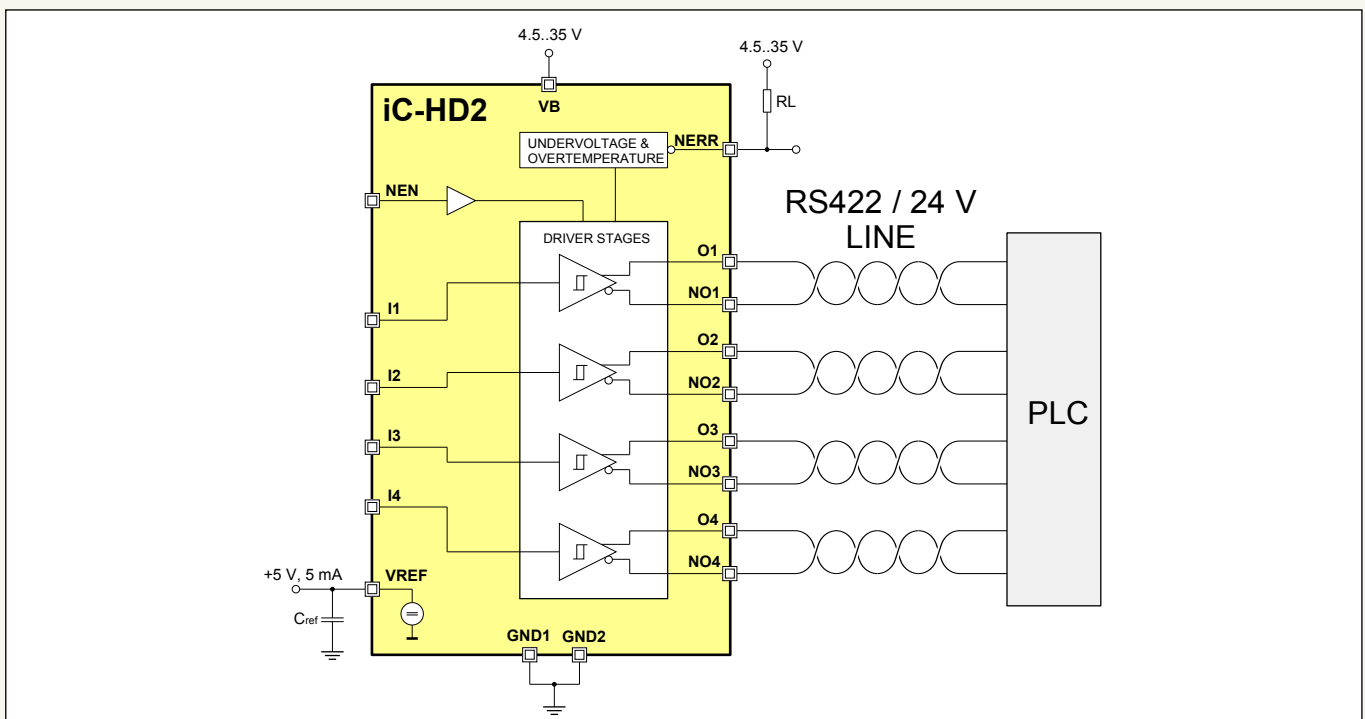 4.5..35 V
4.5..35 V
iC-HD2
VB
RL
UNDERVOLTAGE &
OVERTEMPERATURE
NERR
NEN
RS422 / 24 V
LINE
DRIVER STAGES
O1
NO1
I1
O2
I2
NO2
PLC
O3
I3
NO3
I4
O4
NO4
+5 V, 5 mA
VREF
Cref
GND1
GND2